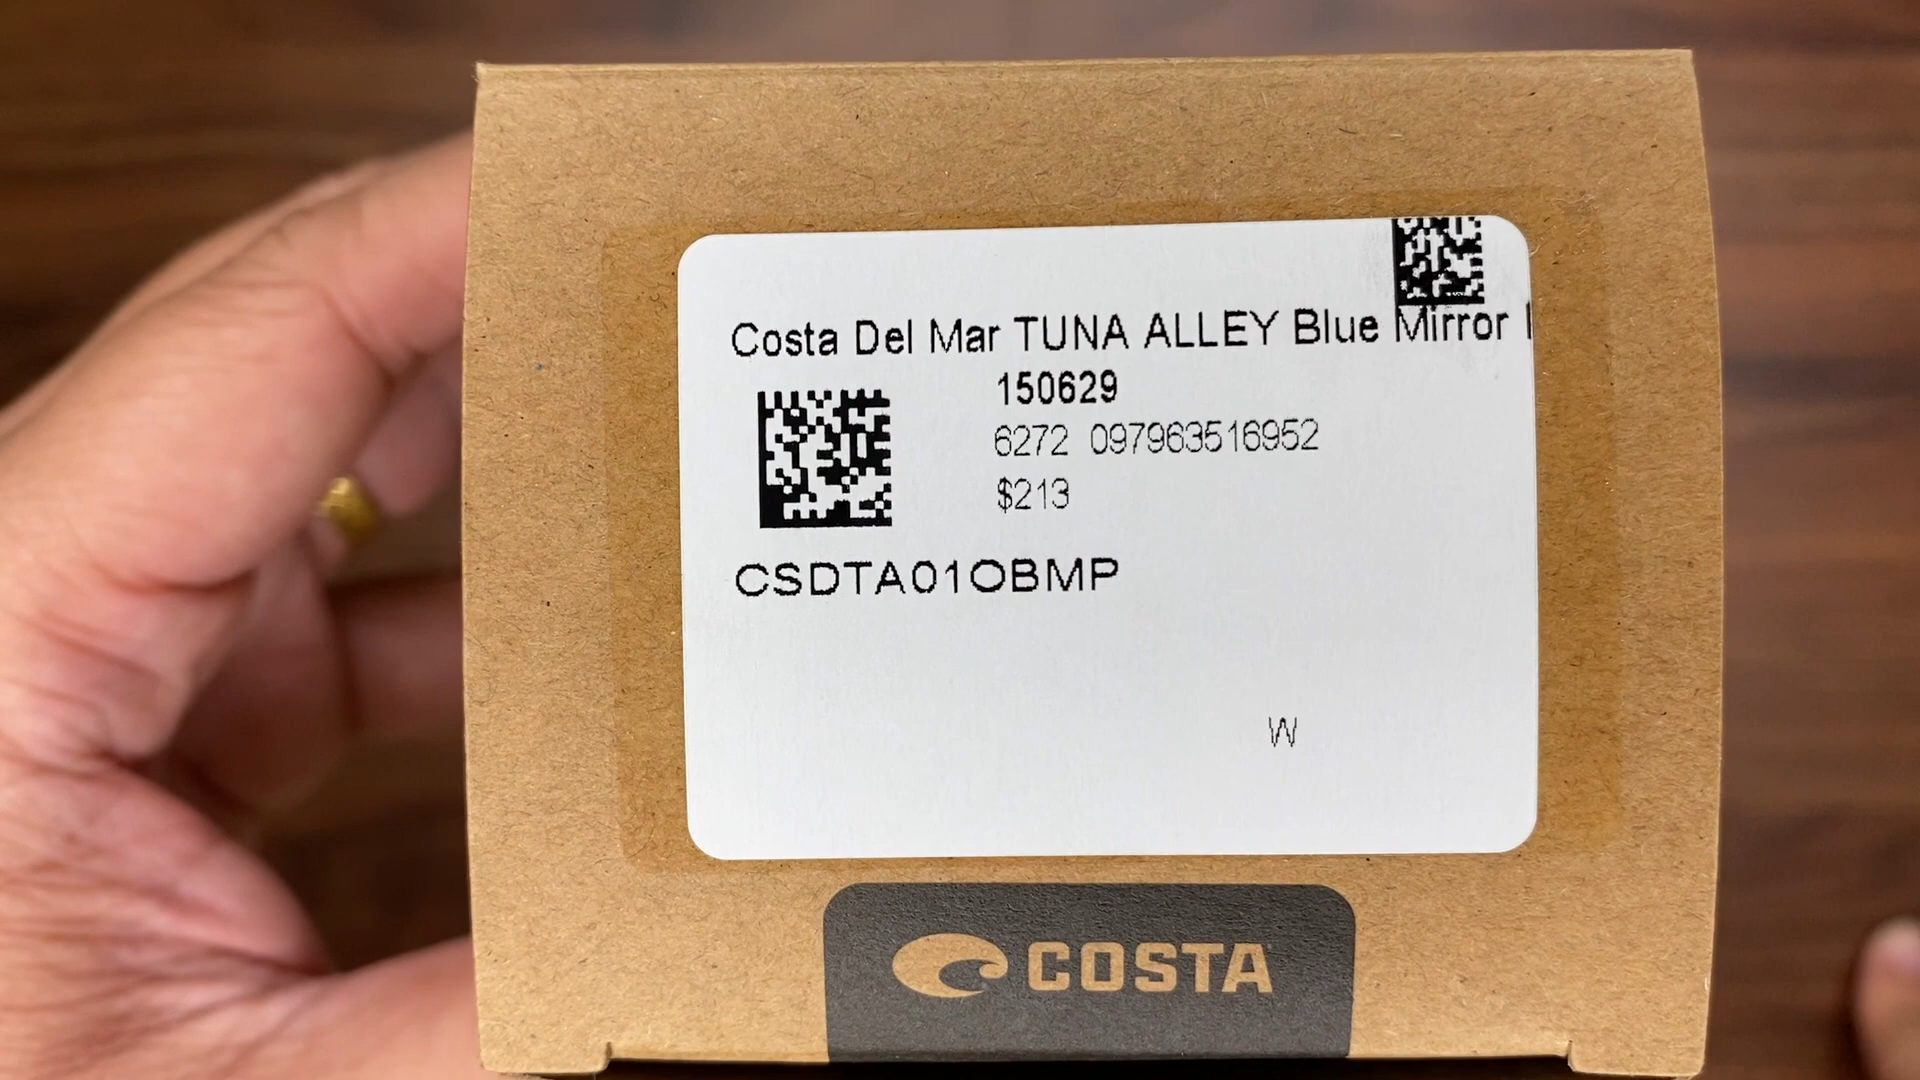 Costa Del Mar TUNA ALLEY Blue Mirror
150629
6272 097963516952
$213
CSDTA01OBMP
W
COSTA